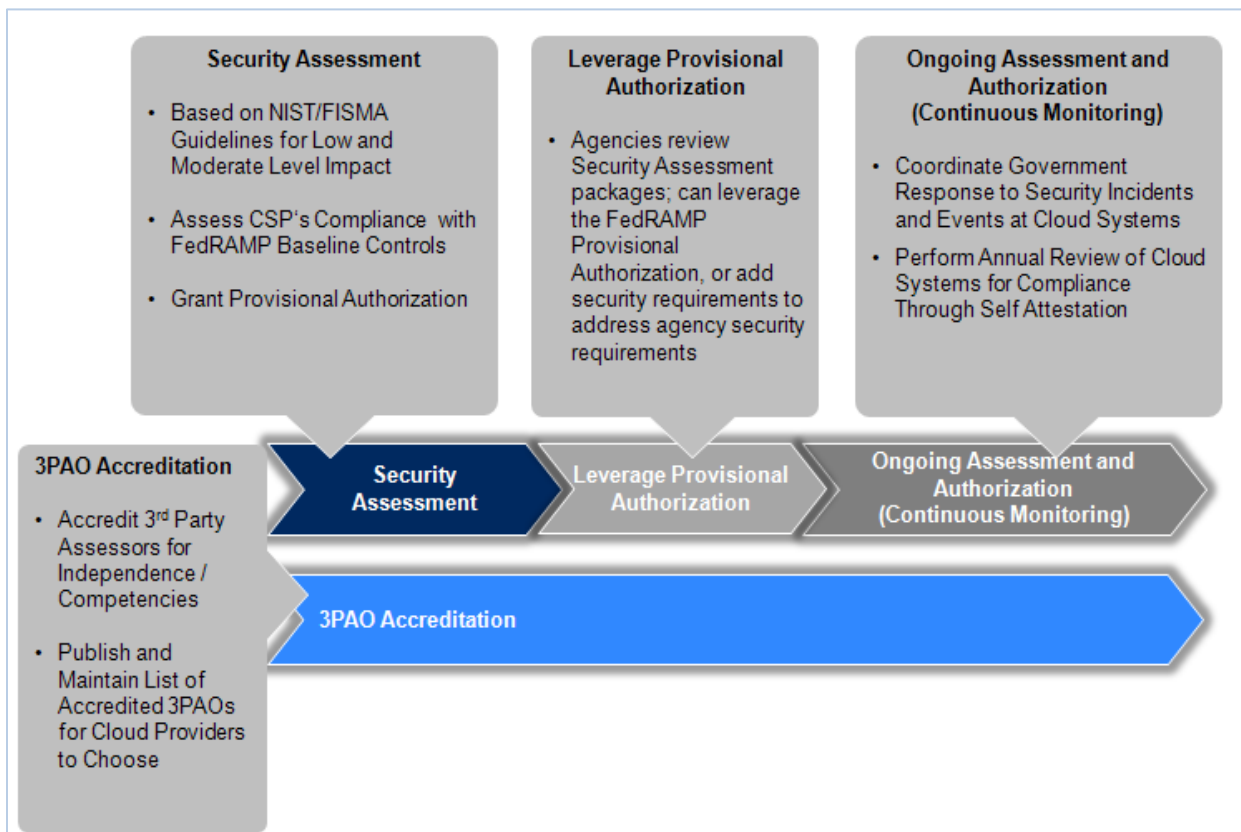 Security Assessment
• Based on NIST/FISMA
Guidelines for Low and
Moderate Level Impact
• Assess CSP's Compliance with
FedRAMP Baseline Controls
• Grant Provisional Authorization
Leverage Provisional
Authorization
• Agencies review
Security Assessment
packages; can leverage
the FedRAMP
Provisional
Authorization, or add
security requirements to
address agency security
requirements
Ongoing Assessment and
Authorization
(Continuous Monitoring)
• Coordinate Government
Response to Security Incidents
and Events at Cloud Systems
• Perform Annual Review of Cloud
Systems for Compliance
Through Self Attestation
3PAO Accreditation
• Accredit 3rd Party
Assessors for
Independence /
Competencies
• Publish and
Maintain List of
Accredited 3PAOs
for Cloud Providers
to Choose
Security
Assessment
Leverage Provisional
Authorization
Ongoing Assessment and
Authorization
(Continuous Monitoring)
3PAO Accreditation